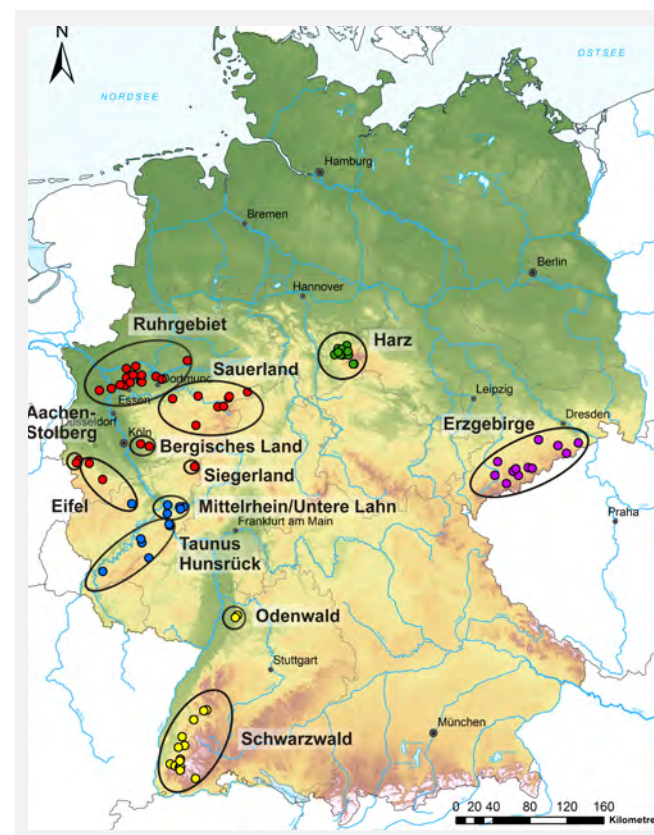 N
OSTSEE
NORDSEE
Hamburg
Bremen
Berlin
Hannover
Ruhrgebiet
Harz
Sauerland
Dortmund
Essen
Leipzig
Aachen-
Stolberg
Düsseldorf
Erzgebirge
Dresden
Köln
Bergisches Land
Siegerland
Eifel
Mittelrhein/Untere Lahn
Praha
Frankfurt am Main
Taunus
Hunsrück
Odenwald
Stuttgart
Schwarzwald
München
0 20 40 80 120 160
Kilometre